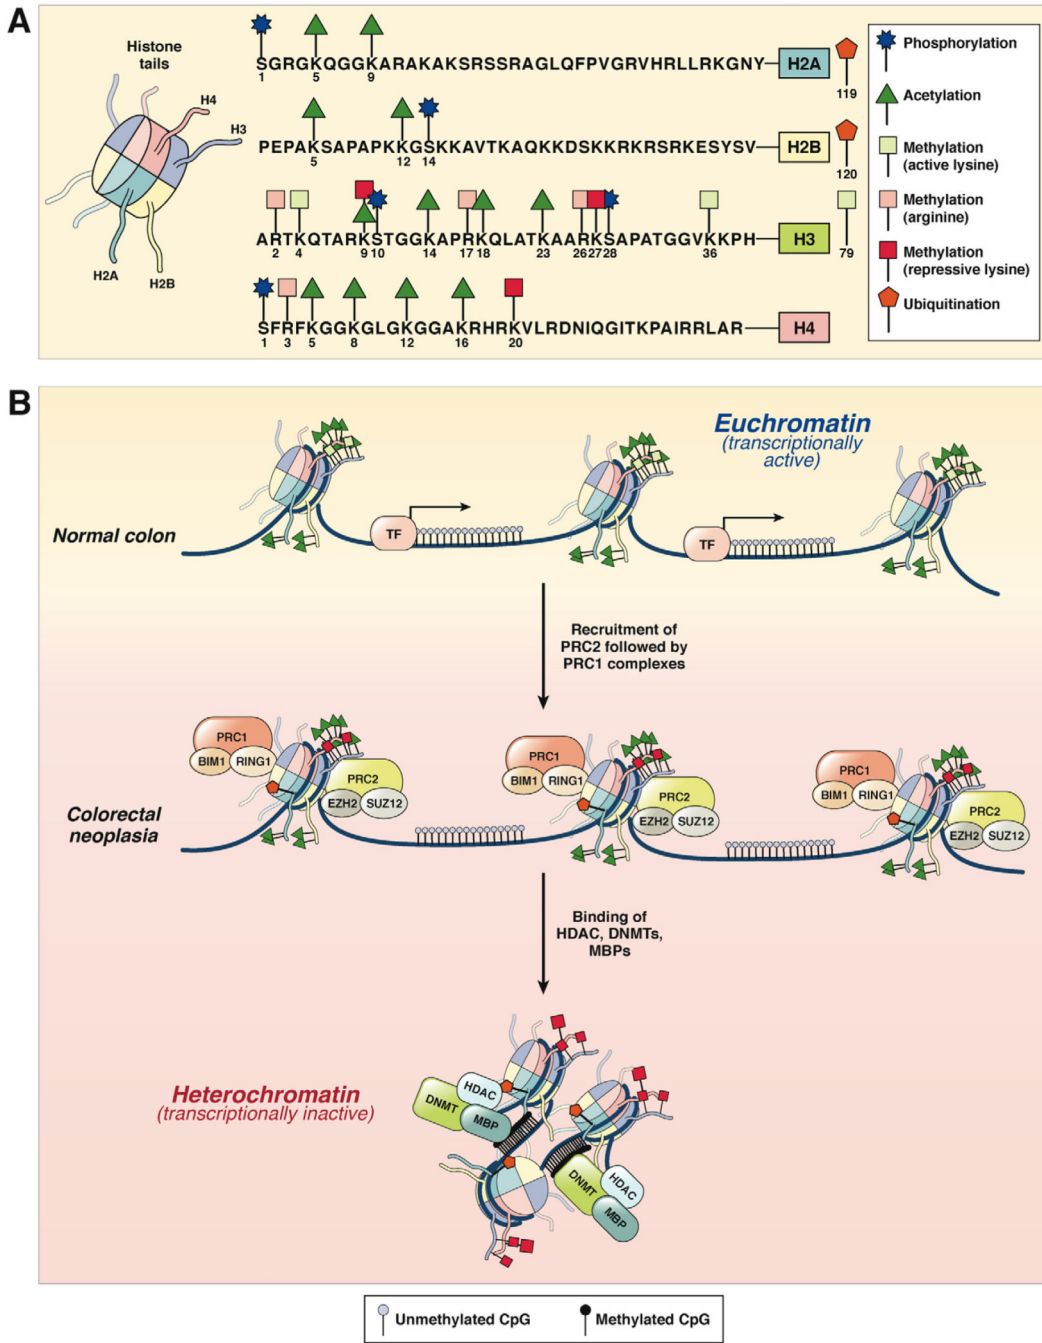 A
Histone
tails
H4
H3
H2A
H2B
SGRGKQGGKARAKAKSRSSRAGLQFPVGRVHRLLRKGNY
H2A
1 5 9 119
PEPAKSAPAPKKGSKKAVTKAQKKDSKKRKRSRKESYSV
H2B
5 12 14 120
ARTKQTARKSTGGKAPRKQLATKAARKSAPATGGVKKPH
H3
2 4 9 10 14 17 18 23 26 27 28 36 79
SFRFKGGKGLGKGGAKRHRKVLRDNIQGITKPAIRRLAR
H4
1 3 5 8 12 16 20
Phosphorylation
Acetylation
Methylation
(active lysine)
Methylation
(arginine)
Methylation
(repressive lysine)
Ubiquitination
B
Euchromatin
(transcriptionally
active)
Normal colon
TF
TF
Recruitment of
PRC2 followed by
PRC1 complexes
PRC1
BIM1 RING1
PRC2
EZH2 SUZ12
PRC1
BIM1 RING1
PRC2
EZH2 SUZ12
PRC1
BIM1 RING1
PRC2
EZH2 SUZ12
Colorectal
neoplasia
Binding of
HDAC, DNMTs,
MBPs
Heterochromatin
(transcriptionally inactive)
HDAC
DNMT
MBP
DNMT
HDAC
MBP
Unmethylated CpG
Methylated CpG